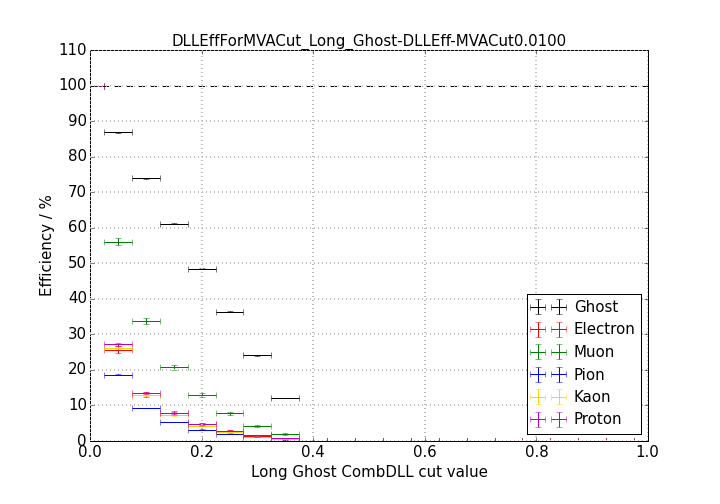 DLLEffForMVACut_Long_Ghost-DLLEff-MVACut0.0100
110
100
90
80
70
60
50
40
30
20
10
0
Efficiency / %
Ghost
Electron
Muon
Pion
Kaon
Proton
0.0 0.2 0.4 0.6 0.8 1.0
Long Ghost CombDLL cut value